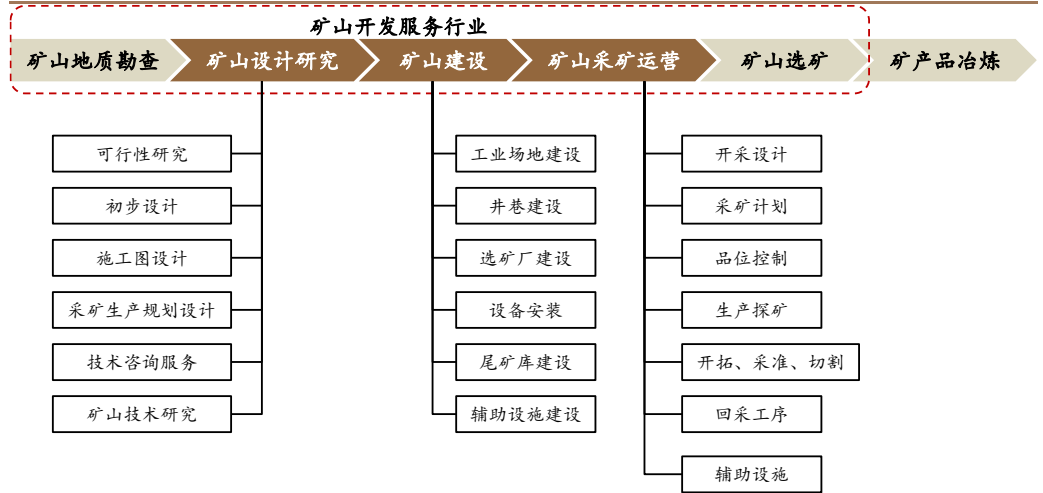 矿山开发服务行业
矿山地质勘查
矿山设计研究
矿山建设
矿山采矿运营
矿山选矿
矿产品冶炼
可行性研究
初步设计
施工图设计
采矿生产规划设计
技术咨询服务
矿山技术研究
工业场地建设
井巷建设
选矿厂建设
设备安装
尾矿库建设
辅助设施建设
开采设计
采矿计划
品位控制
生产探矿
开拓、采准、切割
回采工序
辅助设施